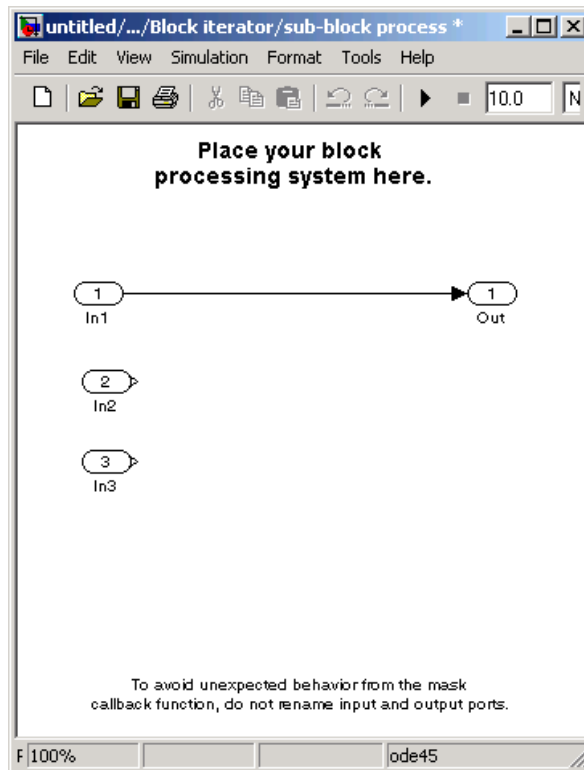 untitled/.../Block iterator/sub-block process *
File Edit View Simulation Format Tools Help
10.0 N
Place your block
processing system here.
1 1
In1 Out
2
In2
3
In3
To avoid unexpected behavior from the mask
callback function, do not rename input and output ports.
F 100% ode45